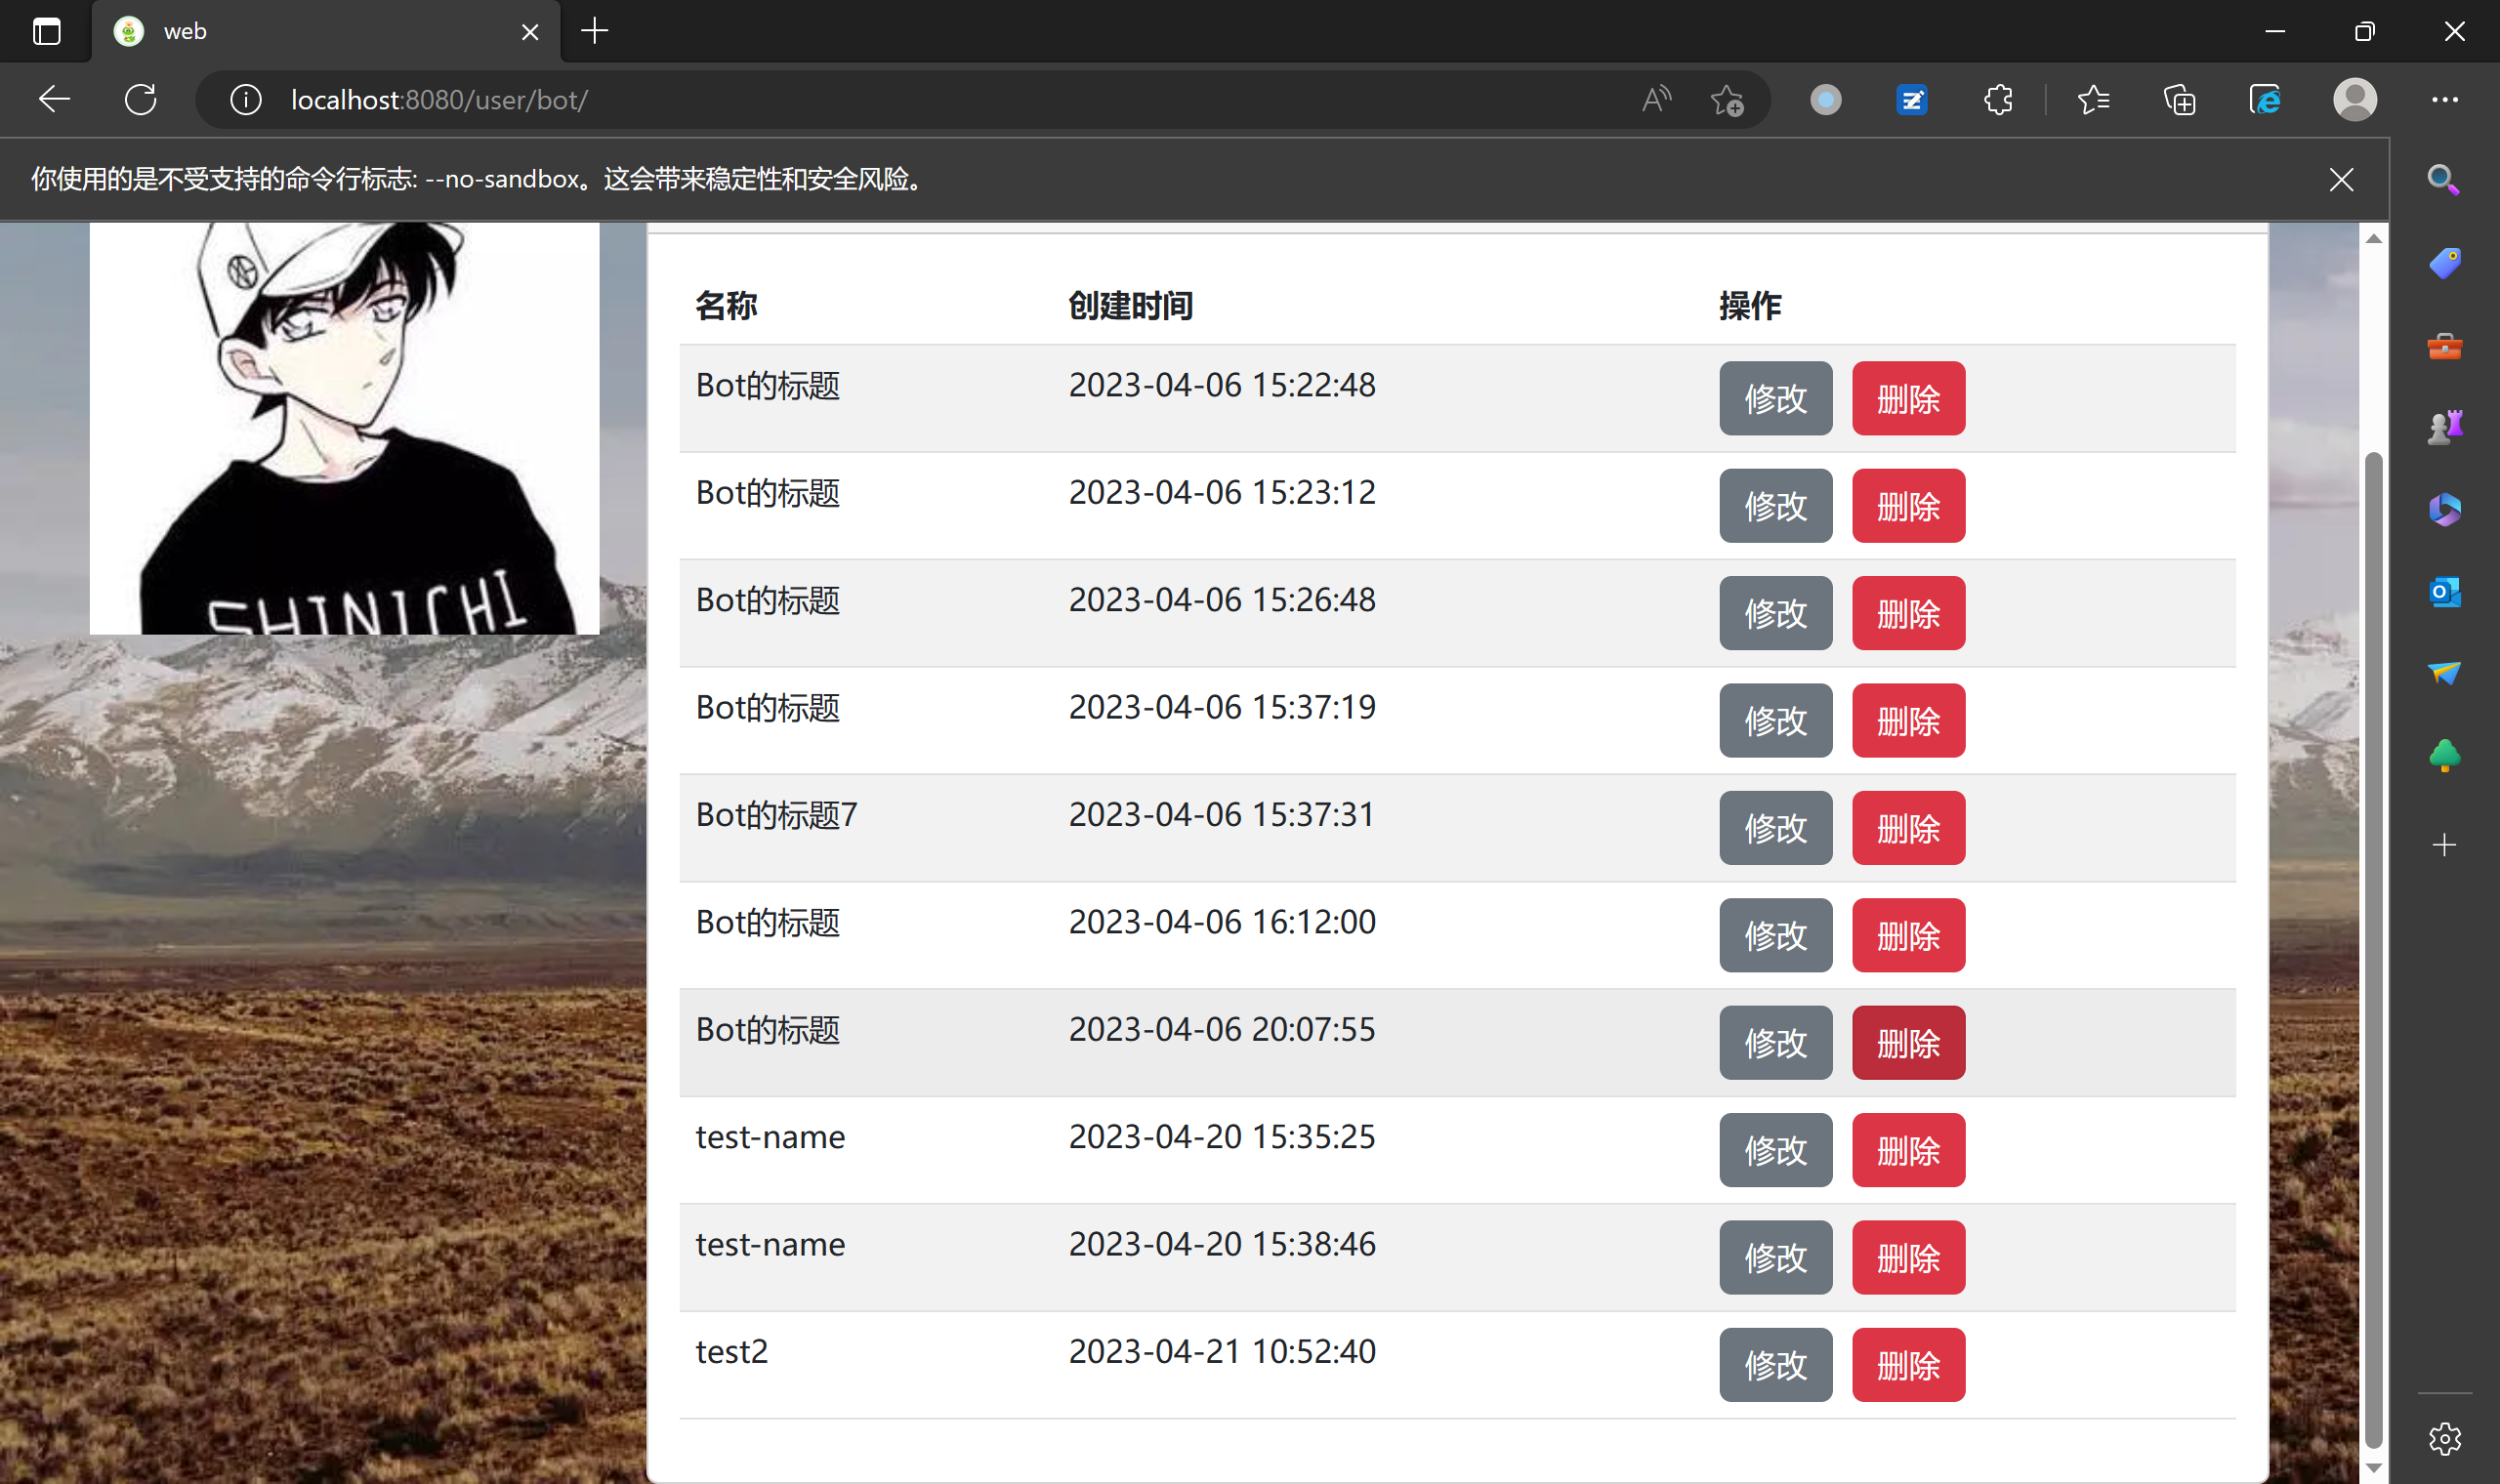 web
localhost:8080/user/bot/
你使用的是不受支持的命令行标志: --no-sandbox。这会带来稳定性和安全风险。
SHINICHI
名称 创建时间 操作
Bot的标题 2023-04-06 15:22:48 修改 删除
Bot的标题 2023-04-06 15:23:12 修改 删除
Bot的标题 2023-04-06 15:26:48 修改 删除
Bot的标题 2023-04-06 15:37:19 修改 删除
Bot的标题7 2023-04-06 15:37:31 修改 删除
Bot的标题 2023-04-06 16:12:00 修改 删除
Bot的标题 2023-04-06 20:07:55 修改 删除
test-name 2023-04-20 15:35:25 修改 删除
test-name 2023-04-20 15:38:46 修改 删除
test2 2023-04-21 10:52:40 修改 删除